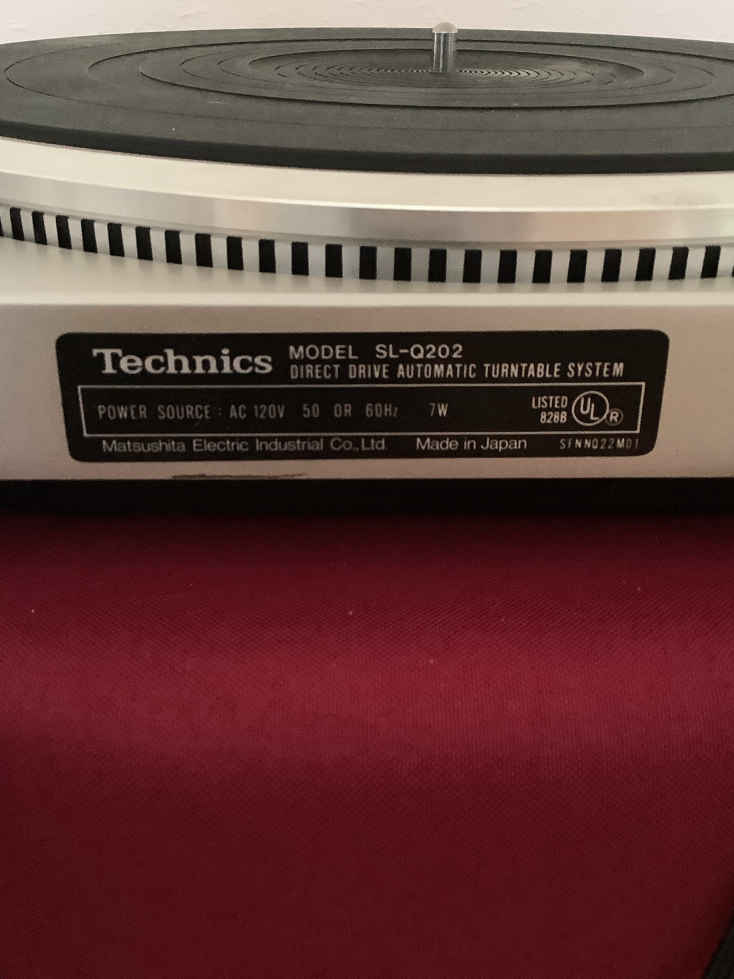 Technics MODEL SL-Q202
DIRECT DRIVE AUTOMATIC TURNTABLE SYSTEM
POWER SOURCE : AC 120V 50 OR 60Hz 7W
LISTED
828B
UL
R
Matsushita Electric Industrial Co., Ltd. Made in Japan SFNNQ22M01